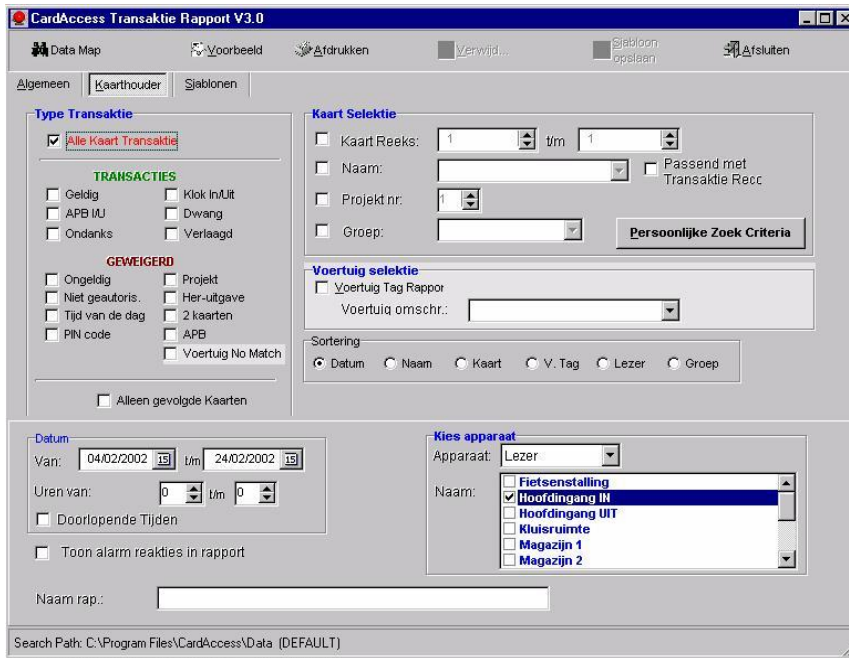 CardAccess Transaktie Rapport V3.0
Data Map Voorbeeld Afdrukken Verwijd... Sjabloon opslaan Afsluiten
Algemeen Kaarthouder Sjablonen
Type Transaktie
Alle Kaart Transaktie
TRANSACTIES
Geldig Klok In/Uit
APB I/U Dwang
Ondanks Verlaagd
GEWEIGERD
Ongeldig Projekt
Niet geautoris. Her-uitgave
Tijd van de dag 2 kaarten
PIN code APB
Voertuig No Match
Alleen gevolgde Kaarten
Kaart Selektie
Kaart Reeks: 1 t/m 1
Naam: Passend met Transaktie Recc
Projekt nr: 1
Groep: Persoonlijke Zoek Criteria
Voertuig selektie
Voertuig Tag Rappor
Voertuig omschr.:
Sortering
Datum Naam Kaart V. Tag Lezer Groep
Datum
Van: 04/02/2002 15 t/m 24/02/2002 15
Uren van: 0 t/m 0
Doorlopende Tijden
Toon alarm reakties in rapport
Kies apparaat
Apparaat: Lezer
Naam: Fietsenstalling
Hoofdingang IN
Hoofdingang UIT
Kluisruimte
Magazijn 1
Magazijn 2
Naam rap.:
Search Path: C:\Program Files\CardAccess\Data (DEFAULT)